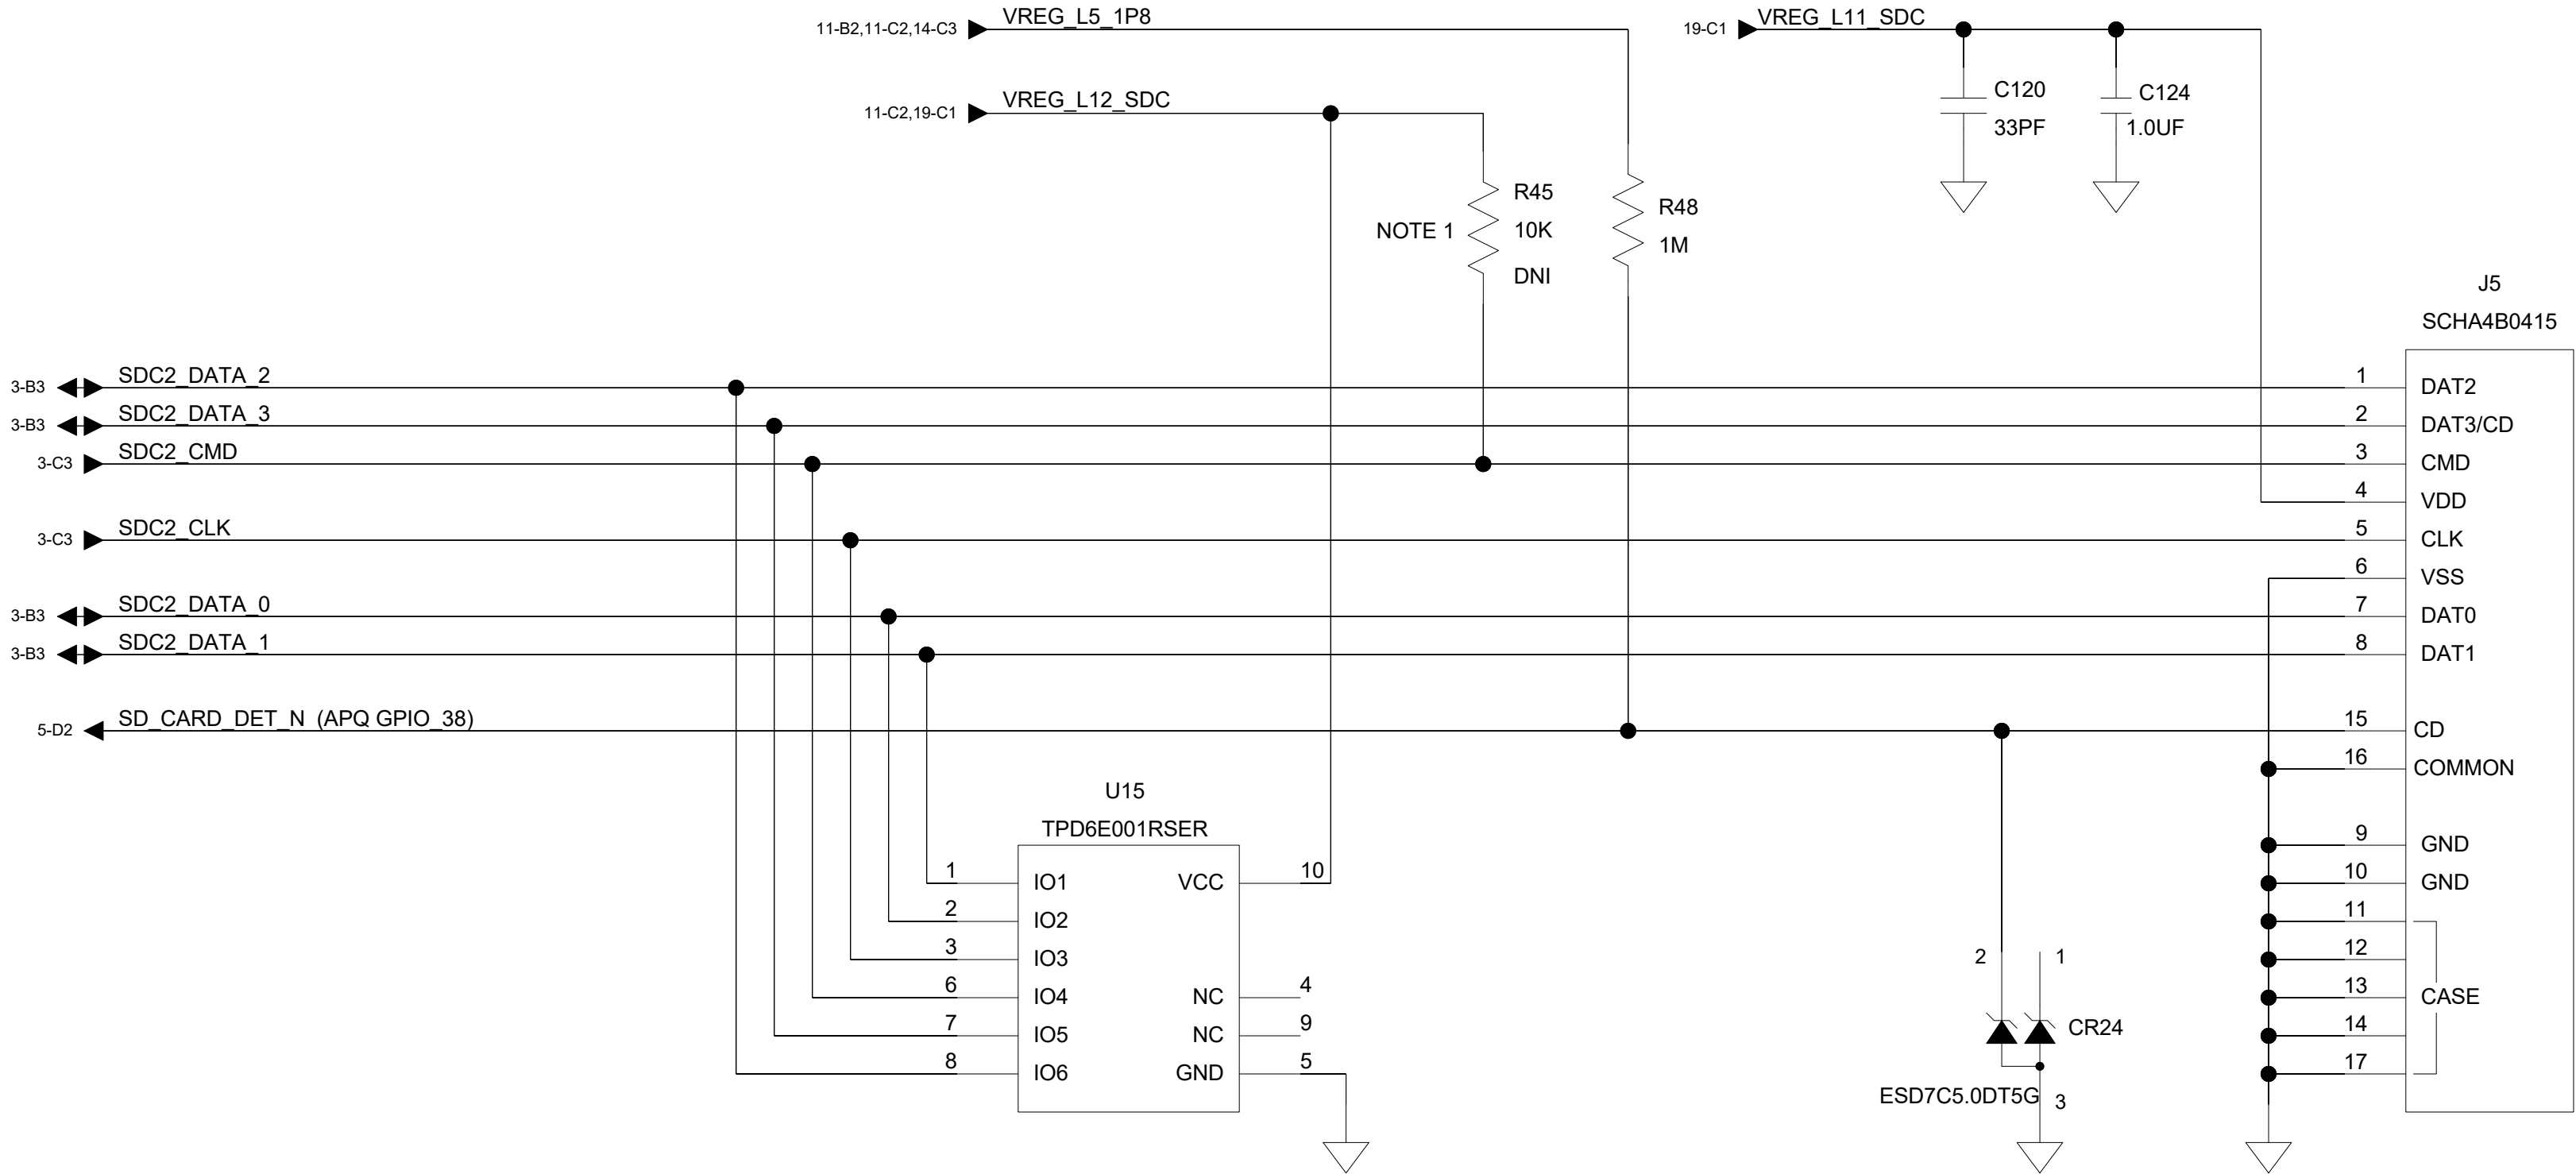 11-B2,11-C2,14-C3 VREG_L5_1P8
19-C1 VREG_L11_SDC
11-C2,19-C1 VREG_L12_SDC
C120
33PF
C124
1.0UF
NOTE 1
R45
10K
DNI
R48
1M
J5
SCHA4B0415
3-B3 SDC2_DATA_2 1 DAT2
3-B3 SDC2_DATA_3 2 DAT3/CD
3-C3 SDC2_CMD 3 CMD
4 VDD
3-C3 SDC2_CLK 5 CLK
6 VSS
3-B3 SDC2_DATA_0 7 DAT0
3-B3 SDC2_DATA_1 8 DAT1
5-D2 SD_CARD_DET_N (APQ GPIO_38) 15 CD
16 COMMON
9 GND
10 GND
11
12
13 CASE
14
17
U15
TPD6E001RSER
1 IO1 VCC 10
2 IO2
3 IO3
6 IO4 NC 4
7 IO5 NC 9
8 IO6 GND 5
2 1
CR24
ESD7C5.0DT5G 3